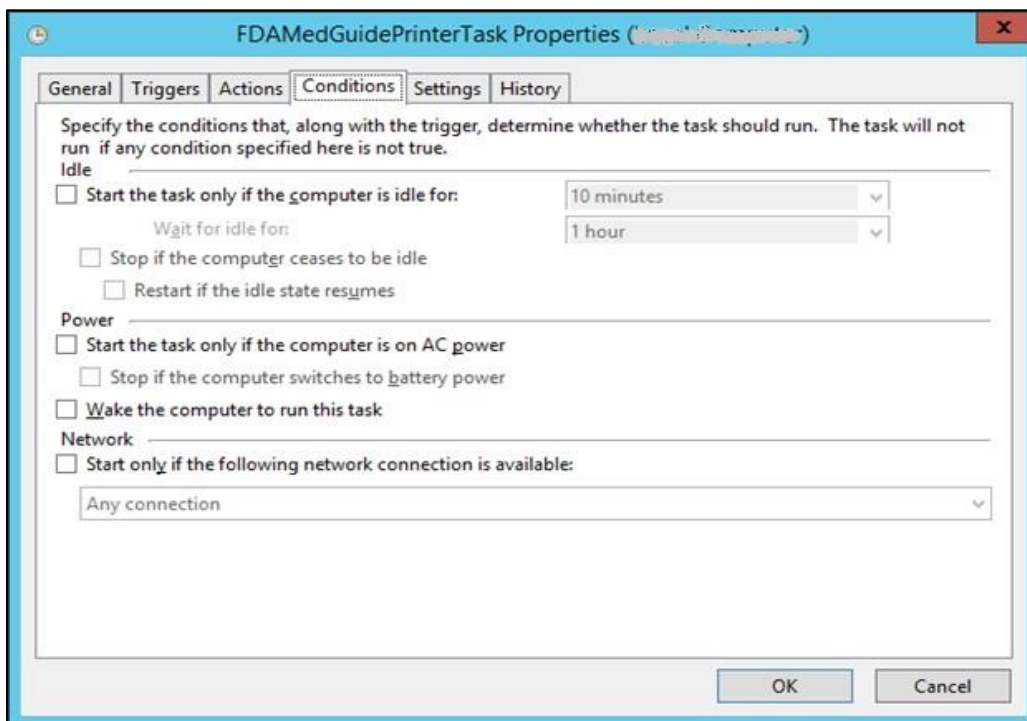 FDAMedGuidePrinterTask Properties (
x
General Triggers Actions Conditions Settings History
Specify the conditions that, along with the trigger, determine whether the task should run. The task will not
run if any condition specified here is not true.
Idle
Start the task only if the computer is idle for: 10 minutes
Wait for idle for: 1 hour
Stop if the computer ceases to be idle
Restart if the idle state resumes
Power
Start the task only if the computer is on AC power
Stop if the computer switches to battery power
Wake the computer to run this task
Network
Start only if the following network connection is available:
Any connection
OK Cancel